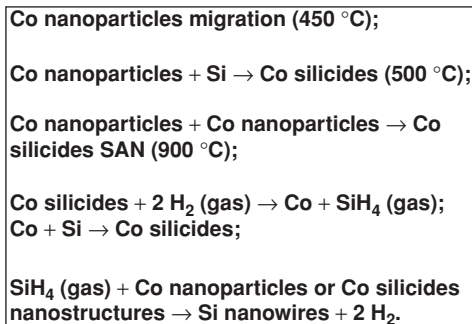 Co nanoparticles migration (450 °C);
Co nanoparticles + Si → Co silicides (500 °C);
Co nanoparticles + Co nanoparticles → Co
silicides SAN (900 °C);
Co silicides + 2 H₂ (gas) → Co + SiH₄ (gas);
Co + Si → Co silicides;
SiH₄ (gas) + Co nanoparticles or Co silicides
nanostructures → Si nanowires + 2 H₂.